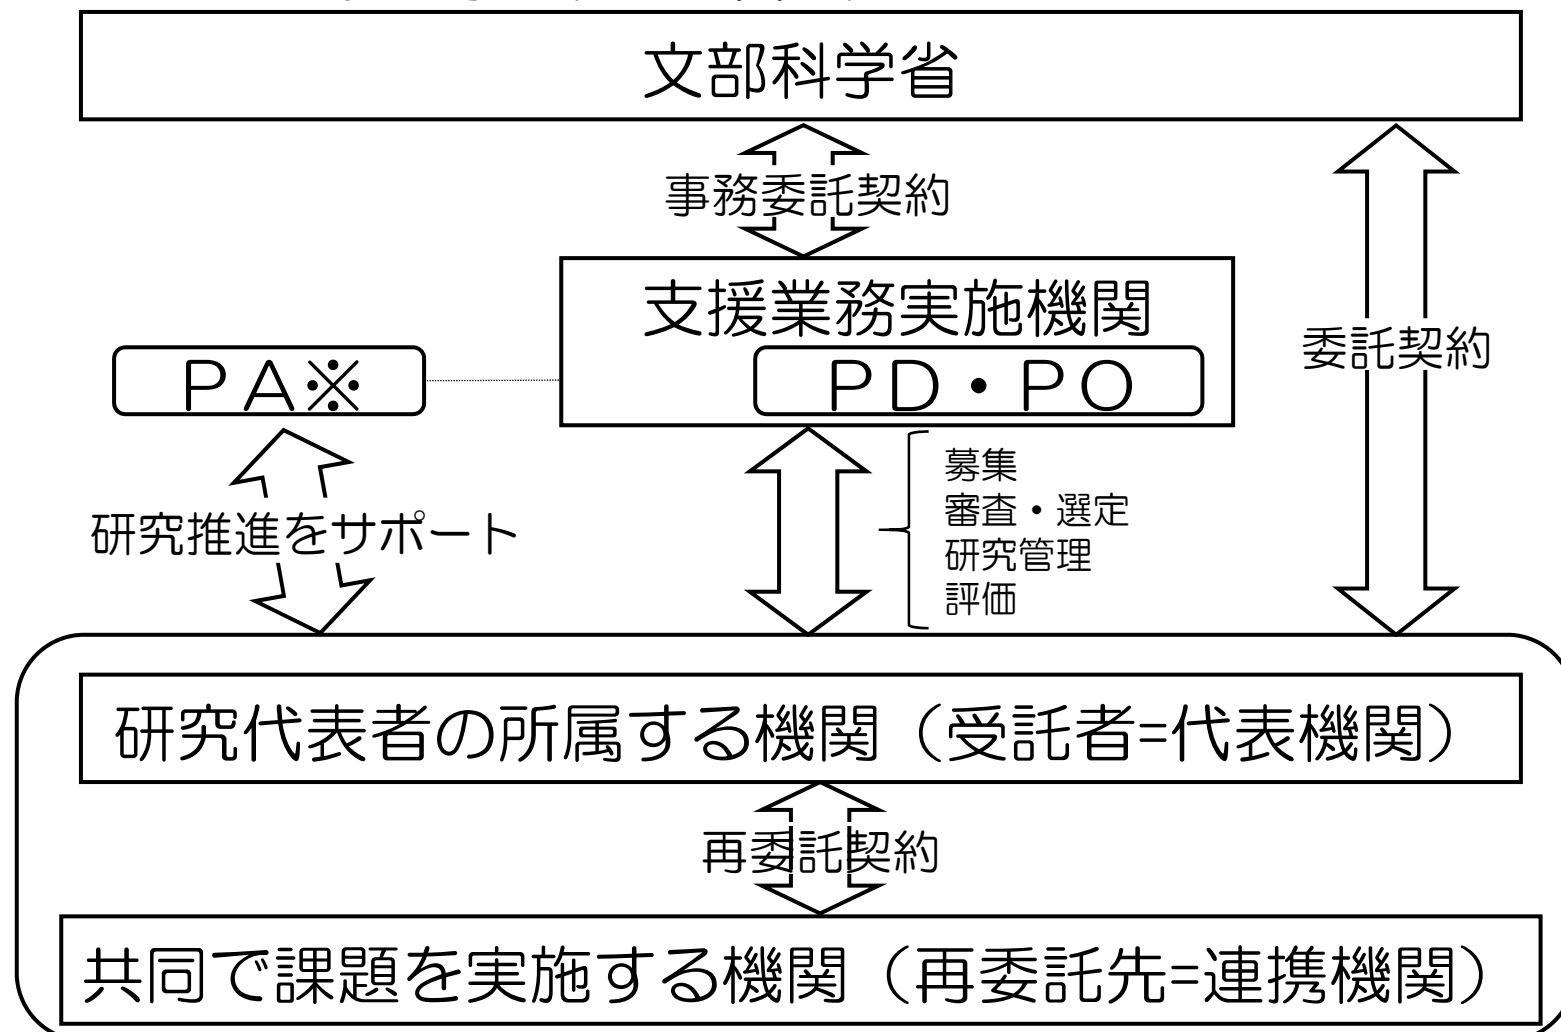 文部科学省
事務委託契約
支援業務実施機関
委託契約
ＰＡ※
ＰＤ・ＰＯ
募集
審査・選定
研究管理
評価
研究推進をサポート
研究代表者の所属する機関（受託者=代表機関）
再委託契約
共同で課題を実施する機関（再委託先=連携機関）